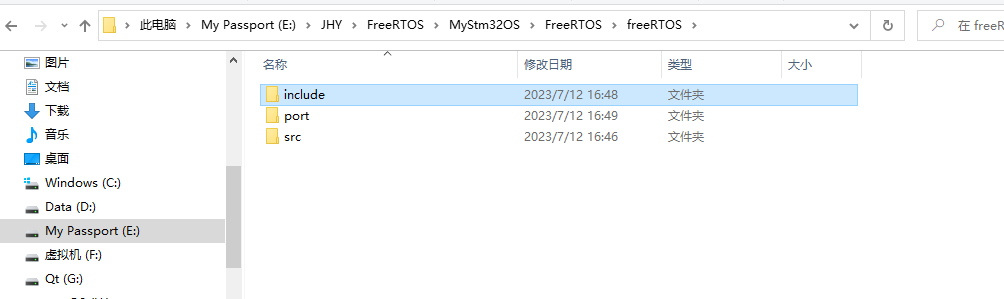 此电脑 > My Passport (E:) > JHY > FreeRTOS > MyStm32OS > FreeRTOS > freeRTOS >
在 freeR
图片
文档
下载
音乐
桌面
Windows (C:)
Data (D:)
My Passport (E:)
虚拟机 (F:)
Qt (G:)
名称 修改日期 类型 大小
include 2023/7/12 16:48 文件夹
port 2023/7/12 16:49 文件夹
src 2023/7/12 16:46 文件夹